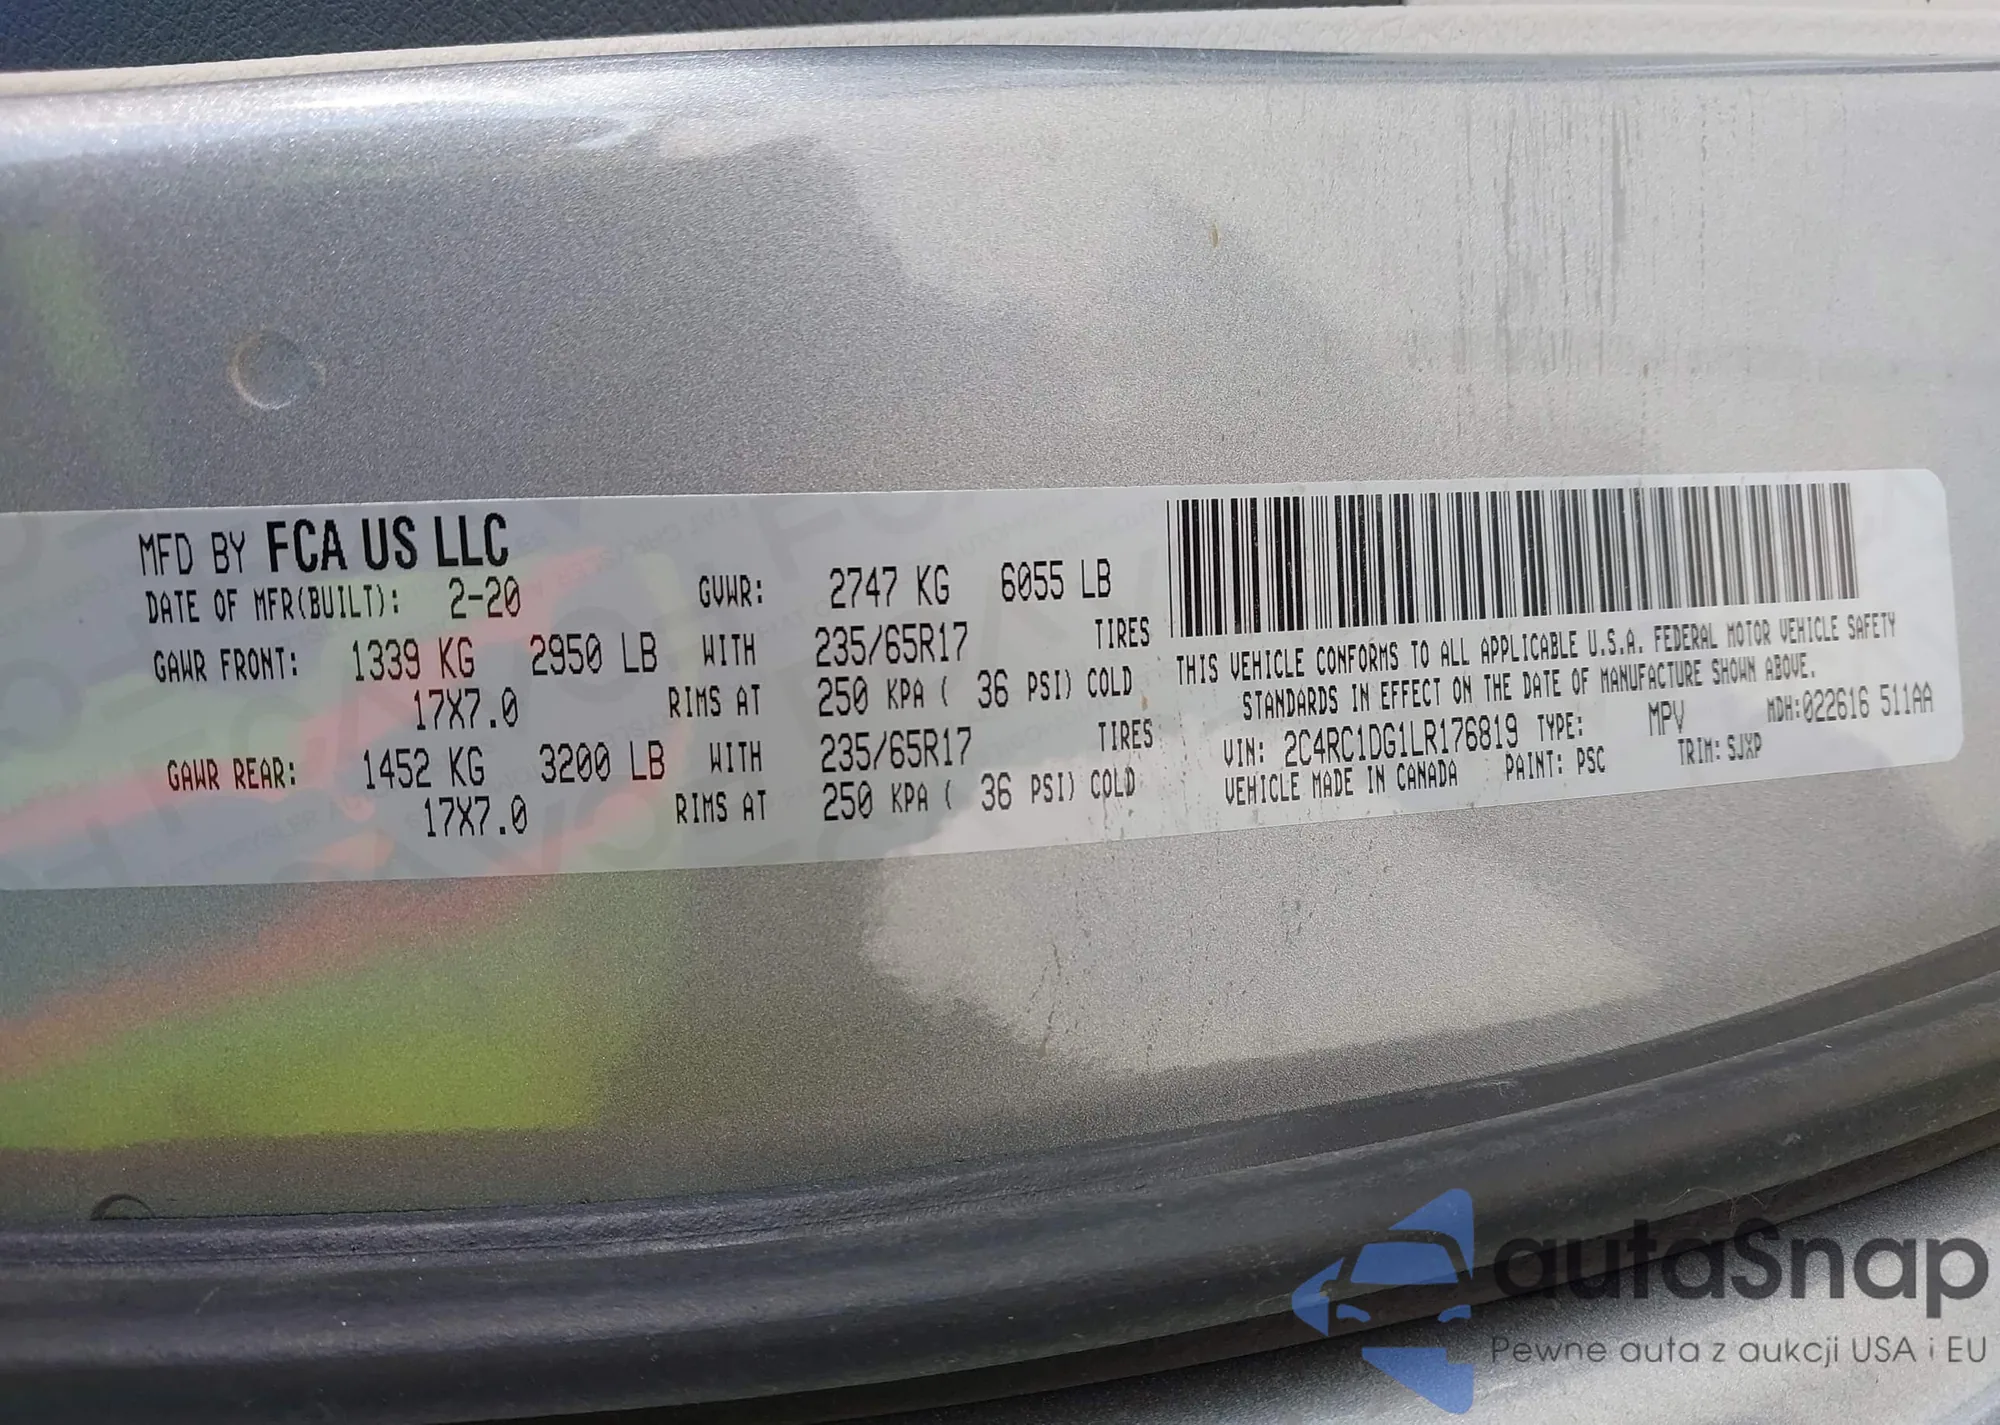 MFD BY FCA US LLC
DATE OF MFR(BUILT): 2-20 GVWR: 2747 KG 6055 LB
GAWR FRONT: 1339 KG 2950 LB WITH 235/65R17 TIRES
17X7.0 RIMS AT 250 KPA ( 36 PSI) COLD
GAWR REAR: 1452 KG 3200 LB WITH 235/65R17 TIRES
17X7.0 RIMS AT 250 KPA ( 36 PSI) COLD
THIS VEHICLE CONFORMS TO ALL APPLICABLE U.S.A. FEDERAL MOTOR VEHICLE SAFETY
STANDARDS IN EFFECT ON THE DATE OF MANUFACTURE SHOWN ABOVE.
VIN: 2C4RC1DG1LR176819 TYPE: MPV MDH:022616 511AA
VEHICLE MADE IN CANADA PAINT: PSC TRIM: SJXP
autaSnap
Pewne auta z aukcji USA i EU